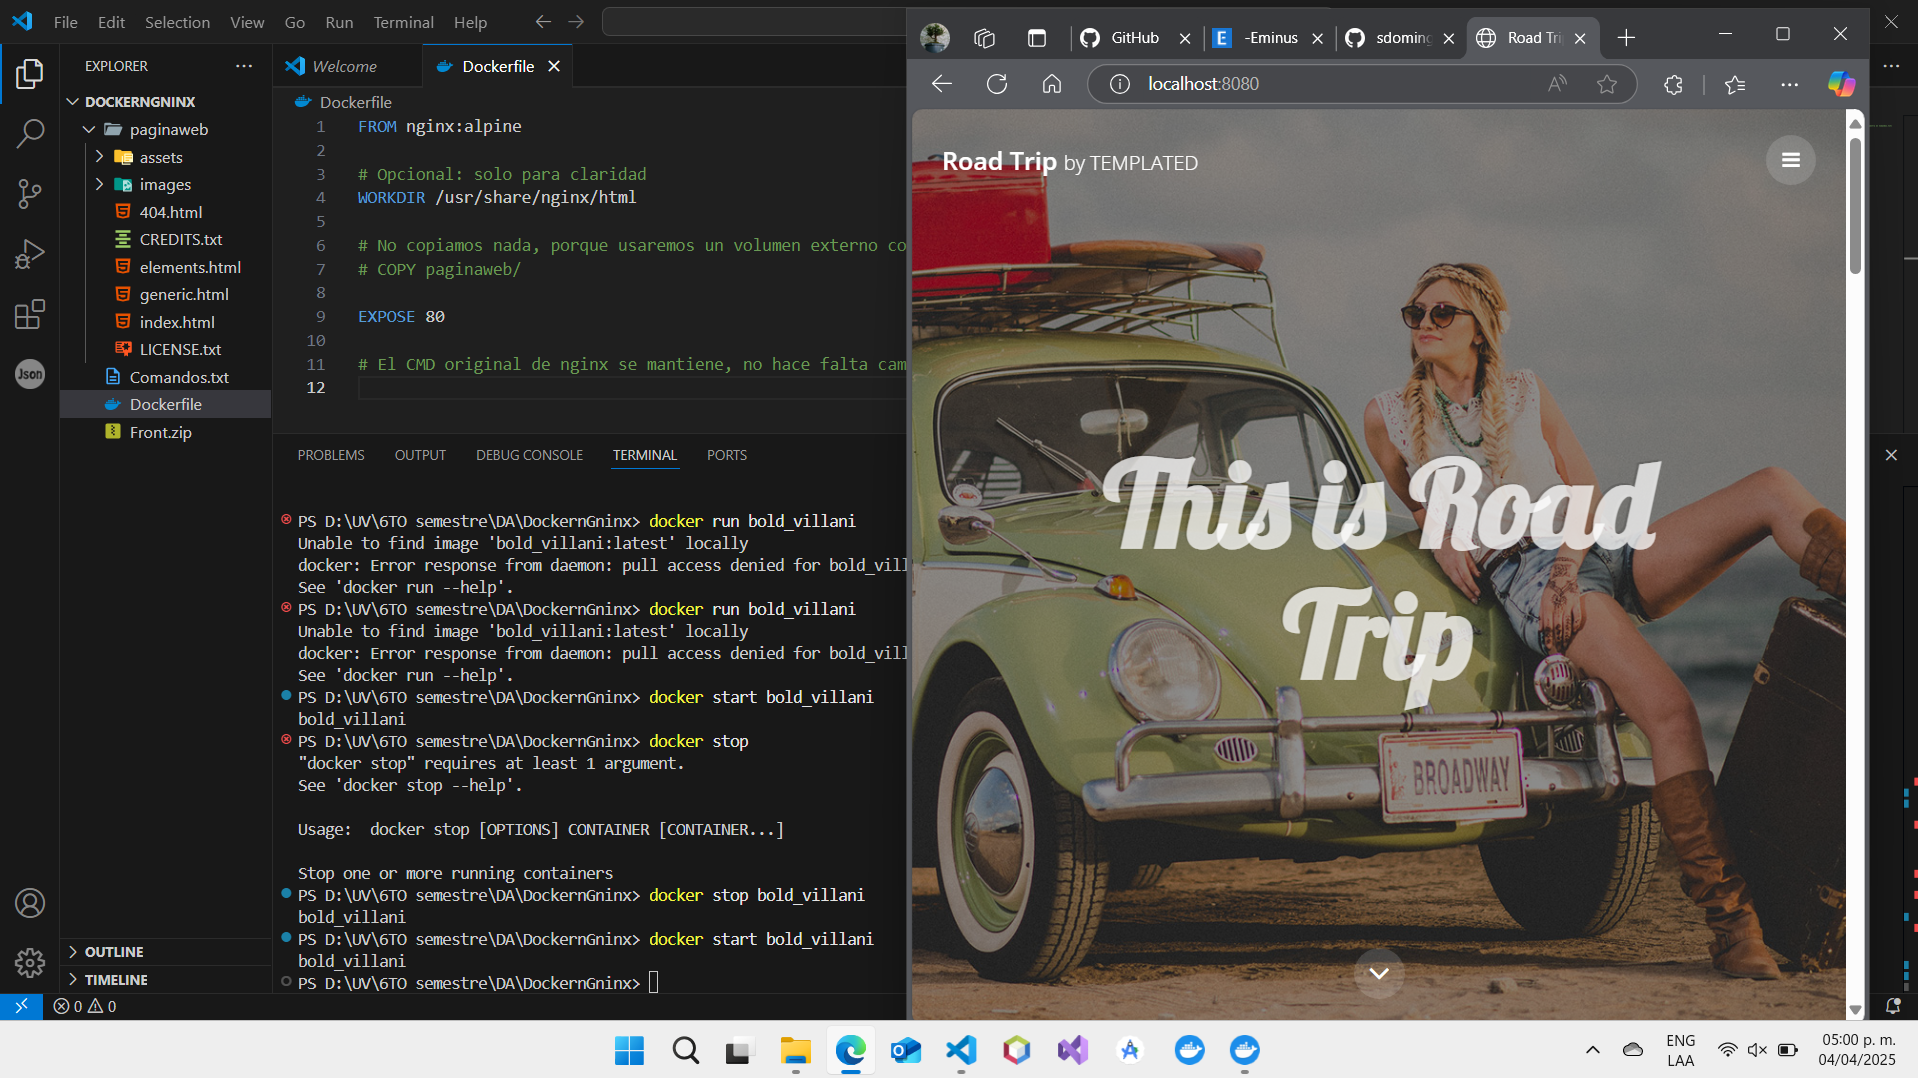 File Edit Selection View Go Run Terminal Help
EXPLORER
DOCKERNGNINX
paginaweb
assets
images
404.html
CREDITS.txt
elements.html
generic.html
index.html
LICENSE.txt
Comandos.txt
Dockerfile
Front.zip
Json
OUTLINE
TIMELINE
0 0
Welcome
Dockerfile
Dockerfile
1 FROM nginx:alpine
2
3 # Opcional: solo para claridad
4 WORKDIR /usr/share/nginx/html
5
6 # No copiamos nada, porque usaremos un volumen externo co
7 # COPY paginaweb/
8
9 EXPOSE 80
10
11 # El CMD original de nginx se mantiene, no hace falta cam
12
PROBLEMS OUTPUT DEBUG CONSOLE TERMINAL PORTS
PS D:\UV\6TO semestre\DA\DockernGninx> docker run bold_villani
Unable to find image 'bold_villani:latest' locally
docker: Error response from daemon: pull access denied for bold_vill
See 'docker run --help'.
PS D:\UV\6TO semestre\DA\DockernGninx> docker run bold_villani
Unable to find image 'bold_villani:latest' locally
docker: Error response from daemon: pull access denied for bold_vill
See 'docker run --help'.
PS D:\UV\6TO semestre\DA\DockernGninx> docker start bold_villani
bold_villani
PS D:\UV\6TO semestre\DA\DockernGninx> docker stop
"docker stop" requires at least 1 argument.
See 'docker stop --help'.
Usage:  docker stop [OPTIONS] CONTAINER [CONTAINER...]
Stop one or more running containers
PS D:\UV\6TO semestre\DA\DockernGninx> docker stop bold_villani
bold_villani
PS D:\UV\6TO semestre\DA\DockernGninx> docker start bold_villani
bold_villani
PS D:\UV\6TO semestre\DA\DockernGninx>
GitHub
-Eminus
sdoming
Road Tri
localhost:8080
Road Trip by TEMPLATED
This is Road
Trip
BROADWAY
ENG
LAA
05:00 p. m.
04/04/2025